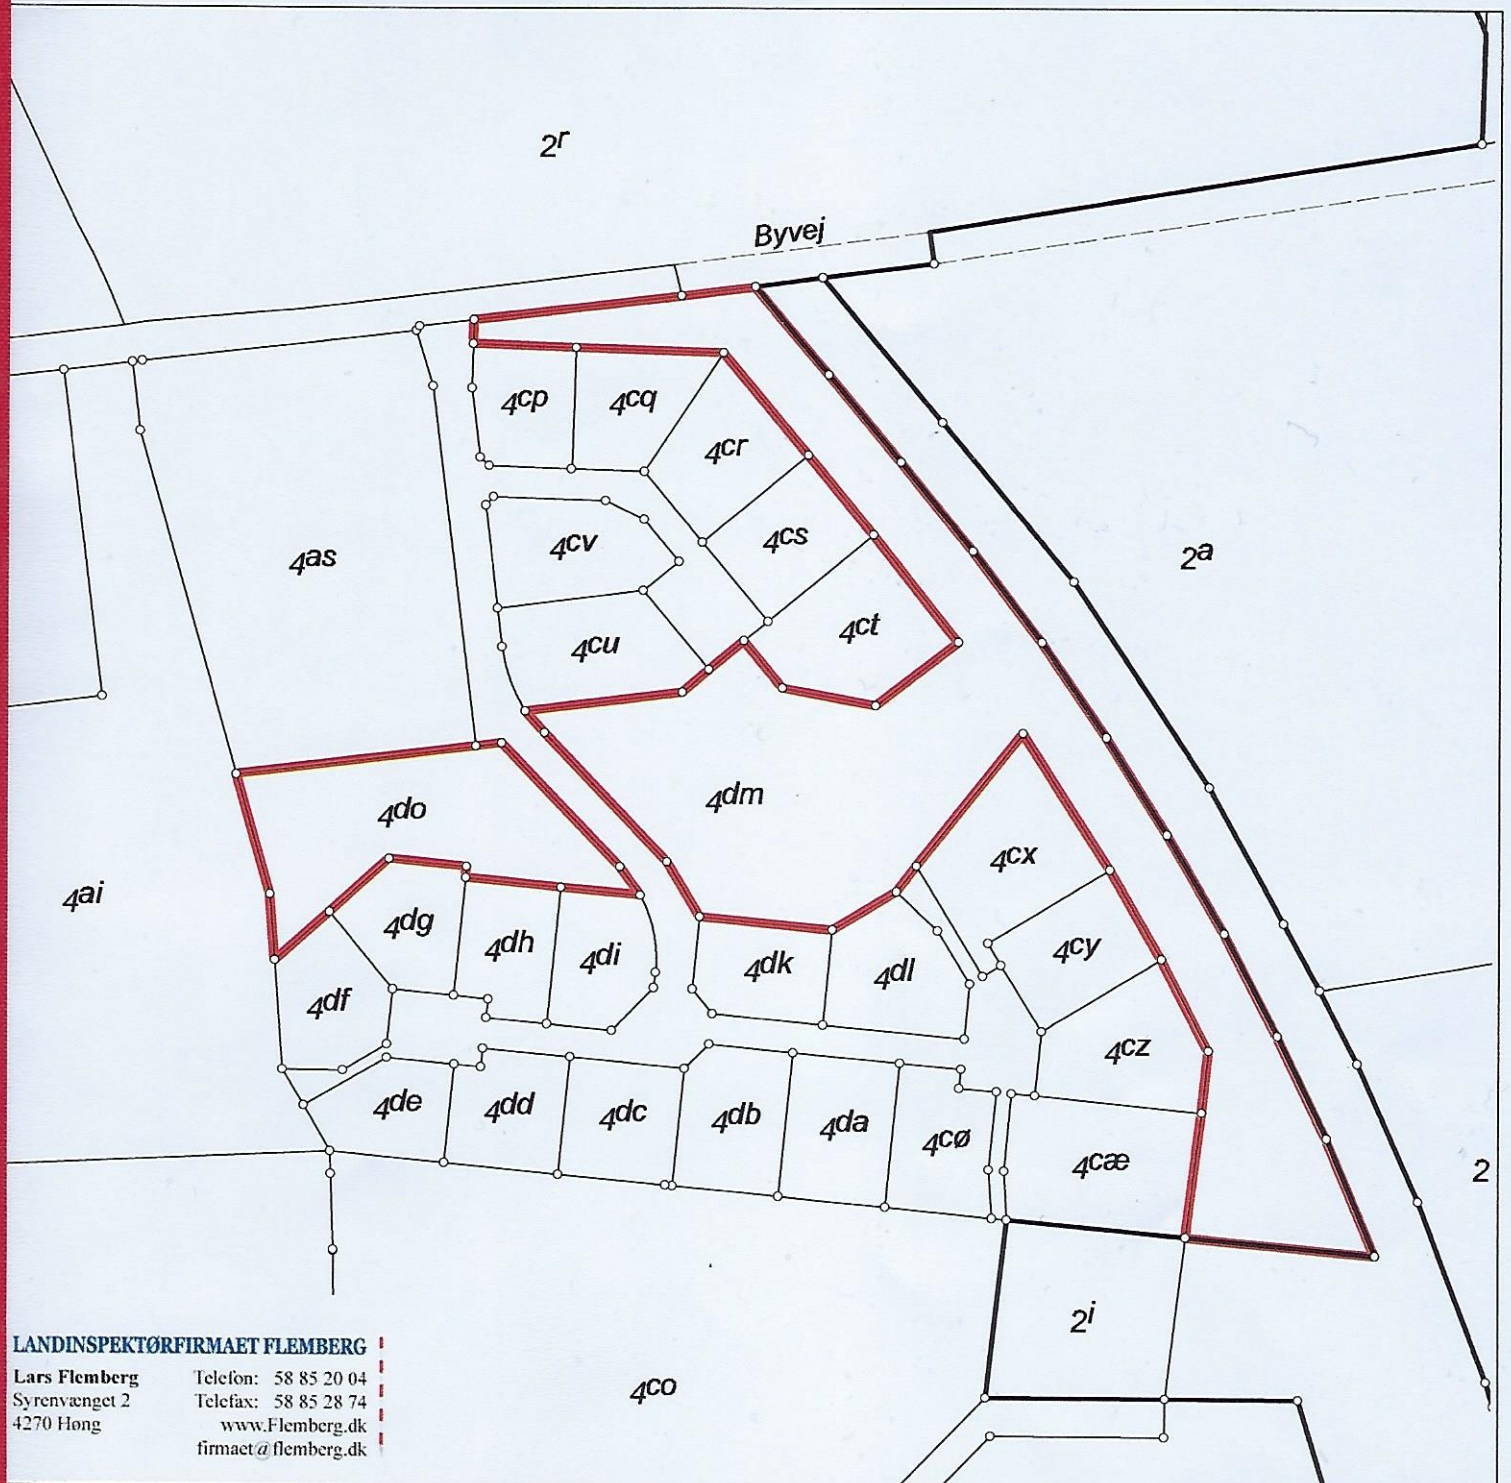 2r
Byvej
4cp
4cq
4cr
4cs
4ct
4cv
4cu
4as
2a
4dm
4do
4ai
4cx
4cy
4cz
4dg
4dh
4di
4dk
4dl
4df
4de
4dd
4dc
4db
4da
4cø
4cæ
2
2i
4co
LANDINSPEKTØRFIRMAET FLEMBERG
Lars Flemberg Telefon: 58 85 20 04
Syrenvænget 2 Telefax: 58 85 28 74
4270 Høng www.Flemberg.dk
firmaet@flemberg.dk